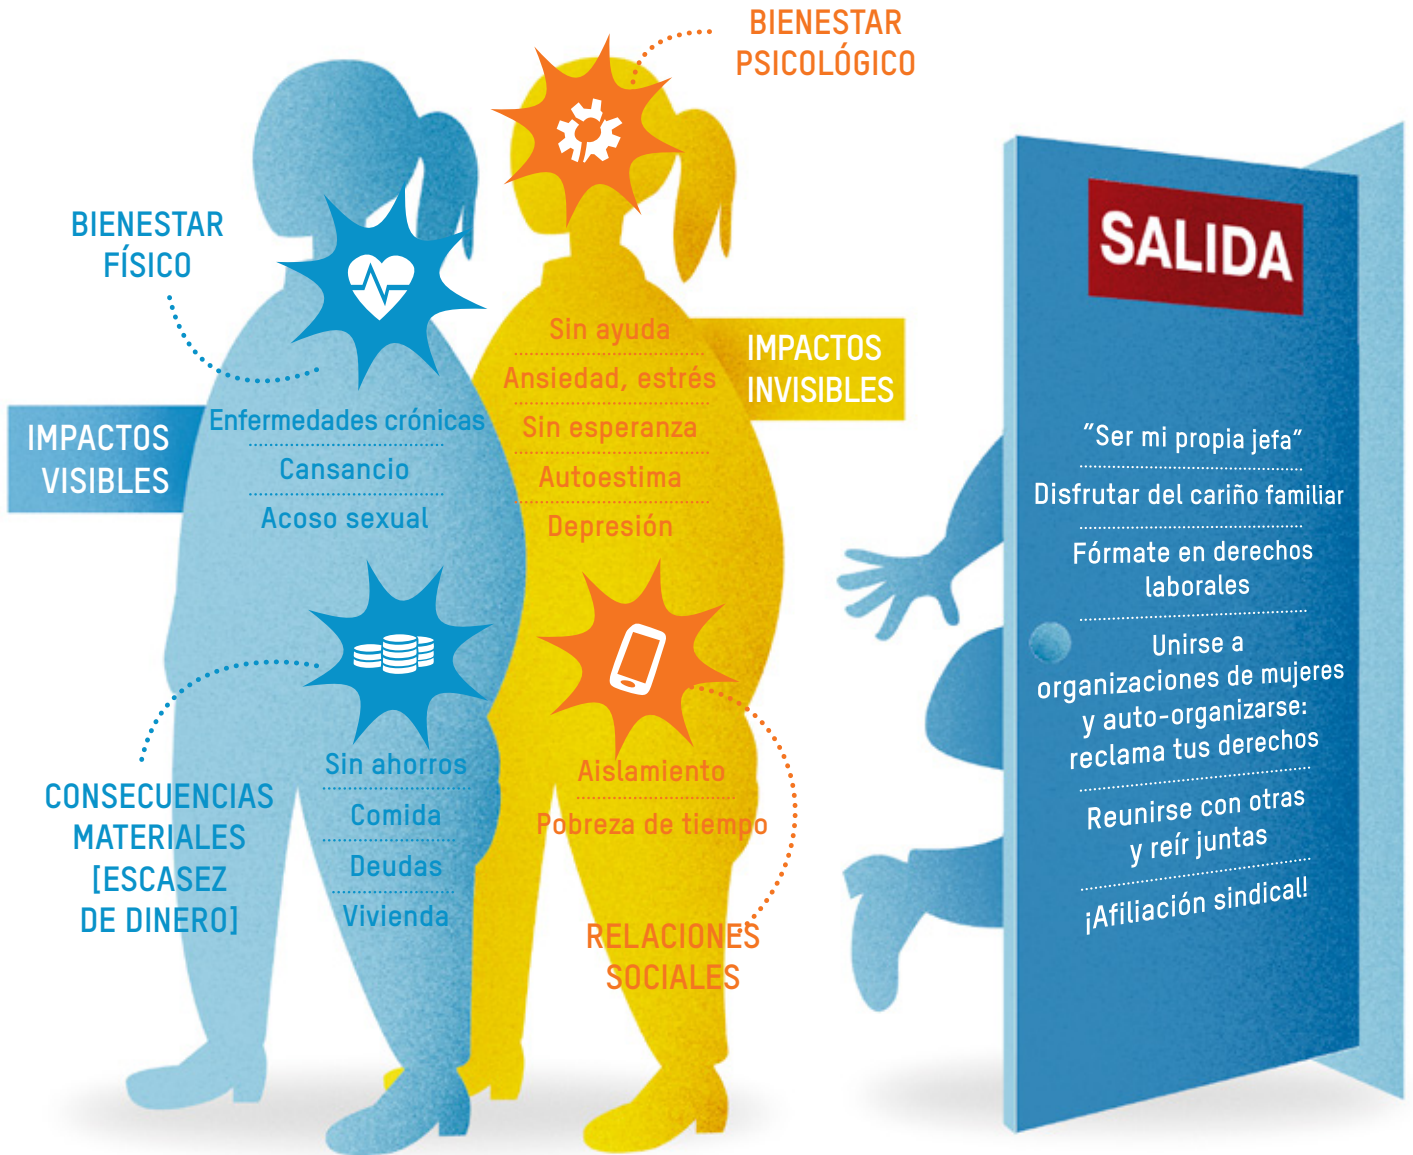 BIENESTAR
PSICOLÓGICO
BIENESTAR
FÍSICO
IMPACTOS
VISIBLES
Enfermedades crónicas
Cansancio
Acoso sexual
CONSECUENCIAS
MATERIALES
[ESCASEZ
DE DINERO]
Sin ahorros
Comida
Deudas
Vivienda
Sin ayuda
Ansiedad, estrés
Sin esperanza
Autoestima
Depresión
IMPACTOS
INVISIBLES
Aislamiento
Pobreza de tiempo
RELACIONES
SOCIALES
SALIDA
"Ser mi propia jefa"
Disfrutar del cariño familiar
Fórmate en derechos
laborales
Unirse a
organizaciones de mujeres
y auto-organizarse:
reclama tus derechos
Reunirse con otras
y reír juntas
¡Afiliación sindical!